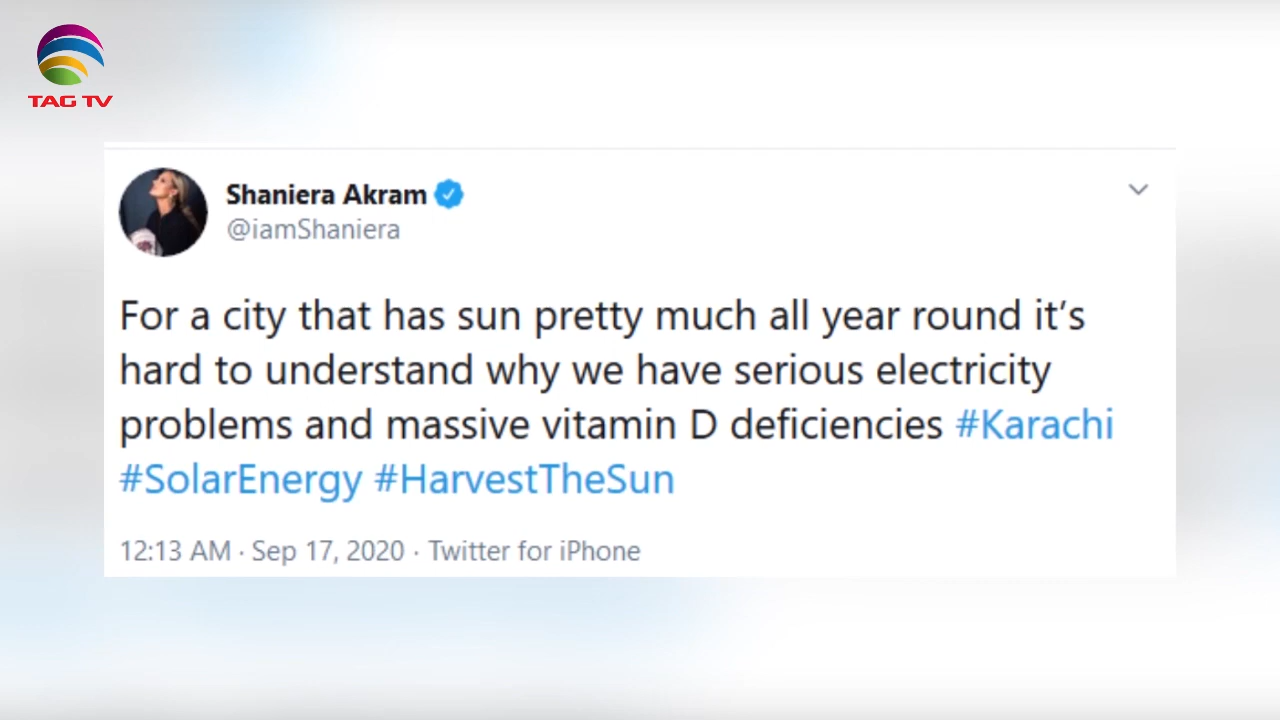 TAG TV
Shaniera Akram
@iamShaniera
For a city that has sun pretty much all year round it’s
hard to understand why we have serious electricity
problems and massive vitamin D deficiencies #Karachi
#SolarEnergy #HarvestTheSun
12:13 AM · Sep 17, 2020 · Twitter for iPhone